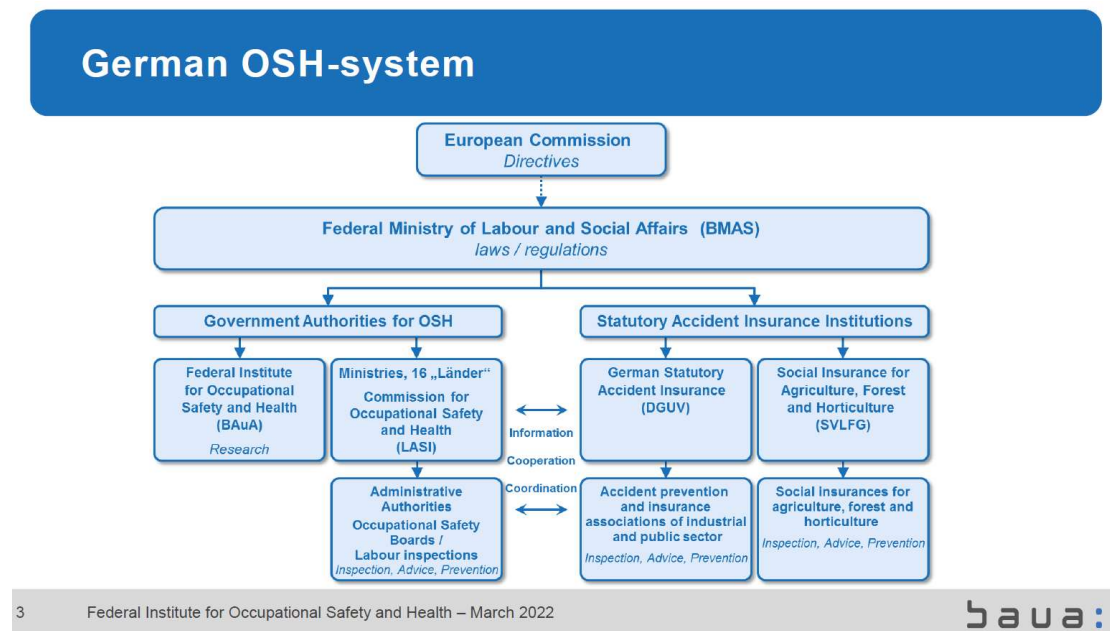 German OSH-system
European Commission
Directives
Federal Ministry of Labour and Social Affairs (BMAS)
laws / regulations
Government Authorities for OSH
Statutory Accident Insurance Institutions
Federal Institute
for Occupational
Safety and Health
(BAuA)
Research
Ministries, 16 „Länder“
Commission for
Occupational Safety
and Health
(LASI)
Information
Cooperation
Coordination
German Statutory
Accident Insurance
(DGUV)
Social Insurance for
Agriculture, Forest
and Horticulture
(SVLFG)
Administrative
Authorities
Occupational Safety
Boards /
Labour inspections
Inspection, Advice, Prevention
Accident prevention
and insurance
associations of industrial
and public sector
Inspection, Advice, Prevention
Social insurances for
agriculture, forest and
horticulture
Inspection, Advice, Prevention
3 Federal Institute for Occupational Safety and Health – March 2022
baua: